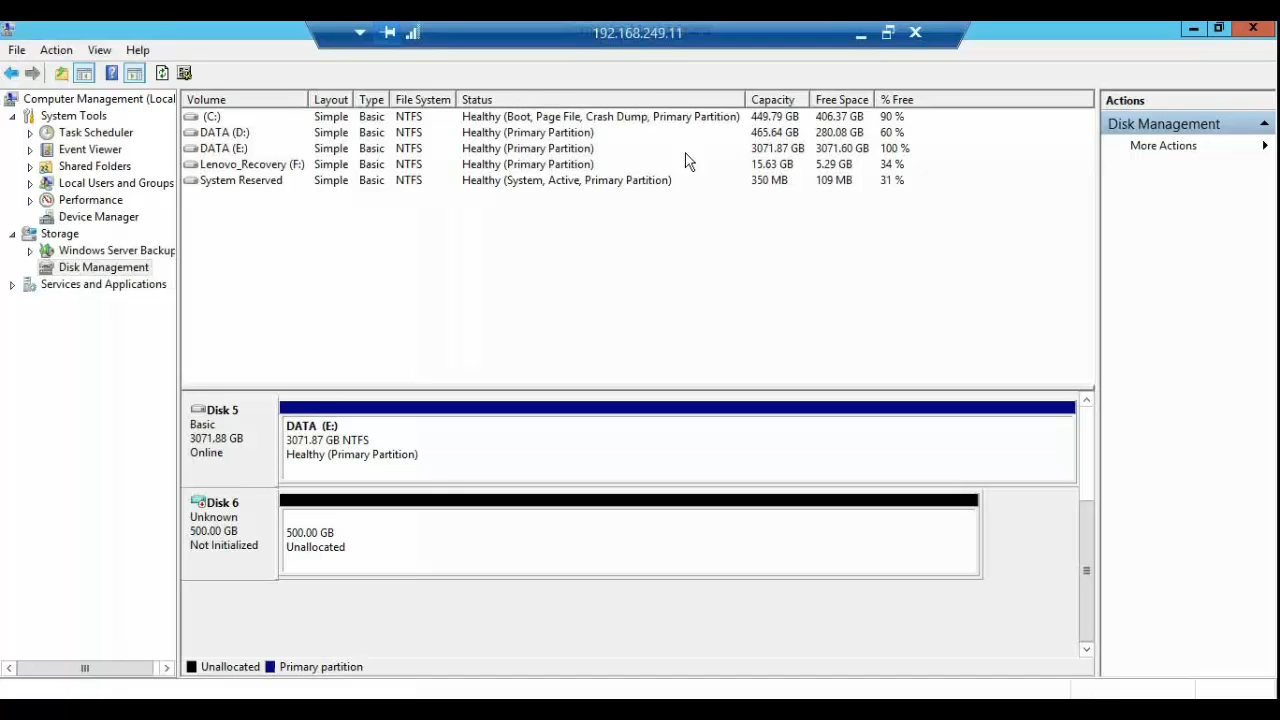 192.168.249.11
File Action View Help
Computer Management (Local
System Tools
Task Scheduler
Event Viewer
Shared Folders
Local Users and Groups
Performance
Device Manager
Storage
Windows Server Backup
Disk Management
Services and Applications
Volume Layout Type File System Status Capacity Free Space % Free
(C:) Simple Basic NTFS Healthy (Boot, Page File, Crash Dump, Primary Partition) 449.79 GB 406.37 GB 90 %
DATA (D:) Simple Basic NTFS Healthy (Primary Partition) 465.64 GB 280.08 GB 60 %
DATA (E:) Simple Basic NTFS Healthy (Primary Partition) 3071.87 GB 3071.60 GB 100 %
Lenovo_Recovery (F:) Simple Basic NTFS Healthy (Primary Partition) 15.63 GB 5.29 GB 34 %
System Reserved Simple Basic NTFS Healthy (System, Active, Primary Partition) 350 MB 109 MB 31 %
Disk 5
Basic
3071.88 GB
Online
DATA (E:)
3071.87 GB NTFS
Healthy (Primary Partition)
Disk 6
Unknown
500.00 GB
Not Initialized
500.00 GB
Unallocated
Unallocated Primary partition
Actions
Disk Management
More Actions